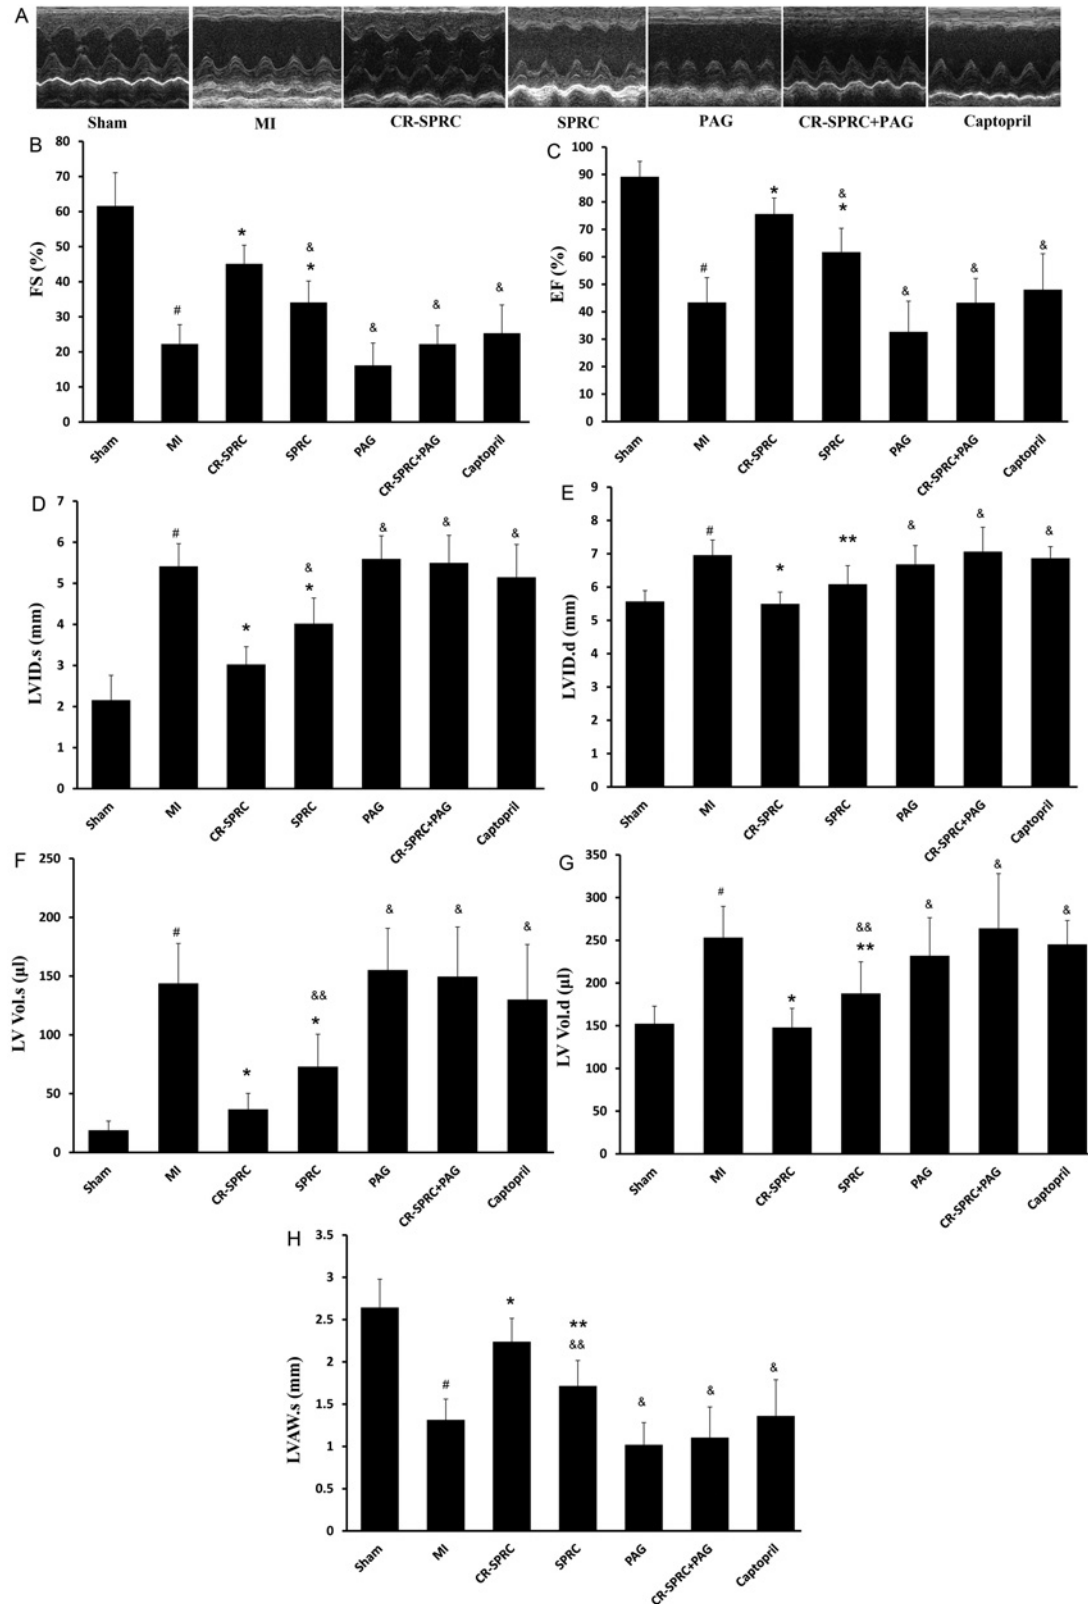 A
Sham MI CR-SPRC SPRC PAG CR-SPRC+PAG Captopril
B
FS (%)
80
70
60
50
40
30
20
10
0
# * & * & & &
Sham MI CR-SPRC SPRC PAG CR-SPRC+PAG Captopril
C
EF (%)
100
90
80
70
60
50
40
30
20
10
0
# * & * & & &
Sham MI CR-SPRC SPRC PAG CR-SPRC+PAG Captopril
D
LVID.s (mm)
7
6
5
4
3
2
1
0
# * & * & & &
Sham MI CR-SPRC SPRC PAG CR-SPRC+PAG Captopril
E
LVID.d (mm)
9
8
7
6
5
4
3
2
1
0
# * ** & & &
Sham MI CR-SPRC SPRC PAG CR-SPRC+PAG Captopril
F
LV Vol.s (µl)
250
200
150
100
50
0
# * && * & & &
Sham MI CR-SPRC SPRC PAG CR-SPRC+PAG Captopril
G
LV Vol.d (µl)
350
300
250
200
150
100
50
0
# * && ** & & &
Sham MI CR-SPRC SPRC PAG CR-SPRC+PAG Captopril
H
LVAW.s (mm)
3.5
3
2.5
2
1.5
1
0.5
0
# * ** && & & &
Sham MI CR-SPRC SPRC PAG CR-SPRC+PAG Captopril